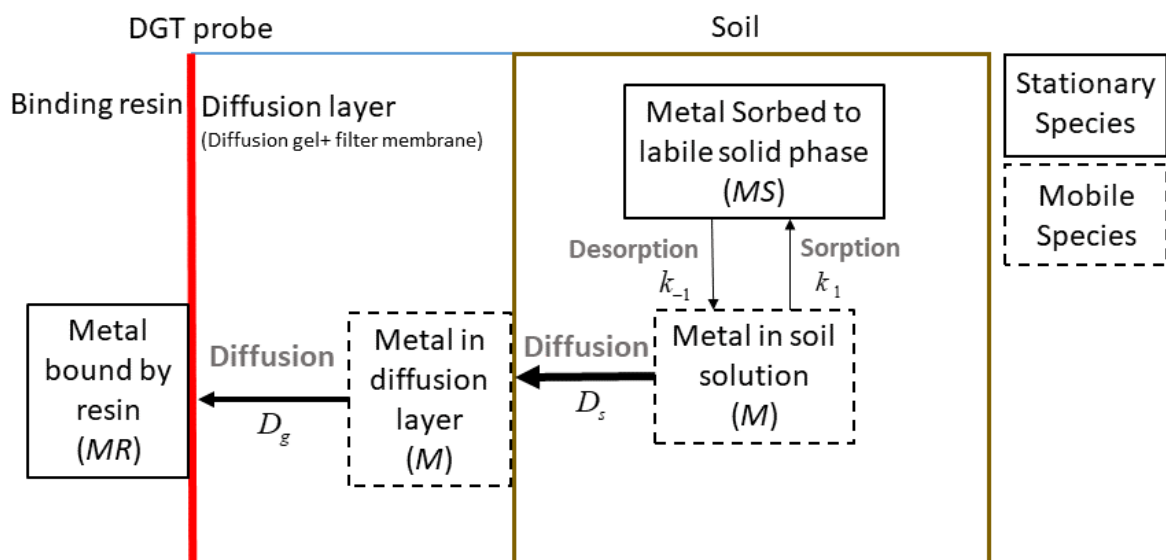 DGT probe
Soil
Binding resin
Diffusion layer
(Diffusion gel+ filter membrane)
Metal Sorbed to
labile solid phase
(MS)
Stationary
Species
Mobile
Species
Desorption
k₋₁
Sorption
k₁
Metal
bound by
resin
(MR)
Diffusion
D_g
Metal in
diffusion
layer
(M)
Diffusion
D_s
Metal in soil
solution
(M)